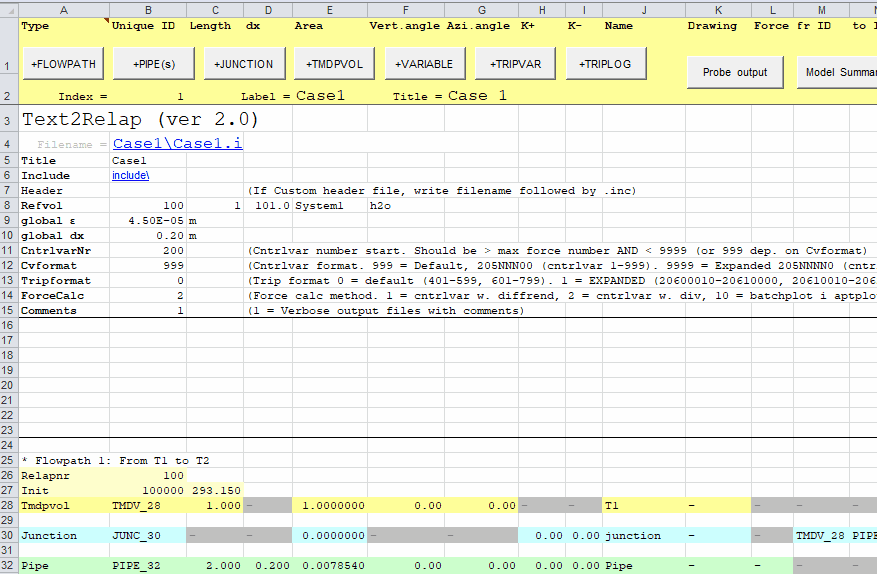 A B C D E F G H I J K L M N
Type Unique ID Length dx Area Vert.angle Azi.angle K+ K- Name Drawing Force fr ID to I
1 +FLOWPATH +PIPE(s) +JUNCTION +TMDPVOL +VARIABLE +TRIPVAR +TRIPLOG Probe output Model Summar
2 Index = 1 Label = Case1 Title = Case 1
3 Text2Relap (ver 2.0)
4 Filename = Case1\Case1.i
5 Title Case1
6 Include include\
7 Header (If Custom header file, write filename followed by .inc)
8 Refvol 100 1 101.0 System1 h2o
9 global ε 4.50E-05 m
10 global dx 0.20 m
11 CntrlvarNr 200 (Cntrlvar number start. Should be > max force number AND < 9999 (or 999 dep. on Cvformat)
12 Cvformat 999 (Cntrlvar format. 999 = Default, 205NNN00 (cntrlvar 1-999). 9999 = Expanded 205NNNN0 (cntr
13 Tripformat 0 (Trip format 0 = default (401-599, 601-799). 1 = EXPANDED (20600010-20610000, 20610010-206
14 ForceCalc 2 (Force calc method. 1 = cntrlvar w. diffrend, 2 = cntrlvar w. div, 10 = batchplot i aptplo
15 Comments 1 (1 = Verbose output files with comments)
16
17
18
19
20
21
22
23
24
25 * Flowpath 1: From T1 to T2
26 Relapnr 100
27 Init 100000 293.150
28 Tmdpvol TMDV_28 1.000 - 1.0000000 0.00 0.00 - - T1 - - - -
29
30 Junction JUNC_30 - - 0.0000000 - - 0.00 0.00 junction - - TMDV_28 PIPE
31
32 Pipe PIPE_32 2.000 0.200 0.0078540 0.00 0.00 0.00 0.00 Pipe - - - -